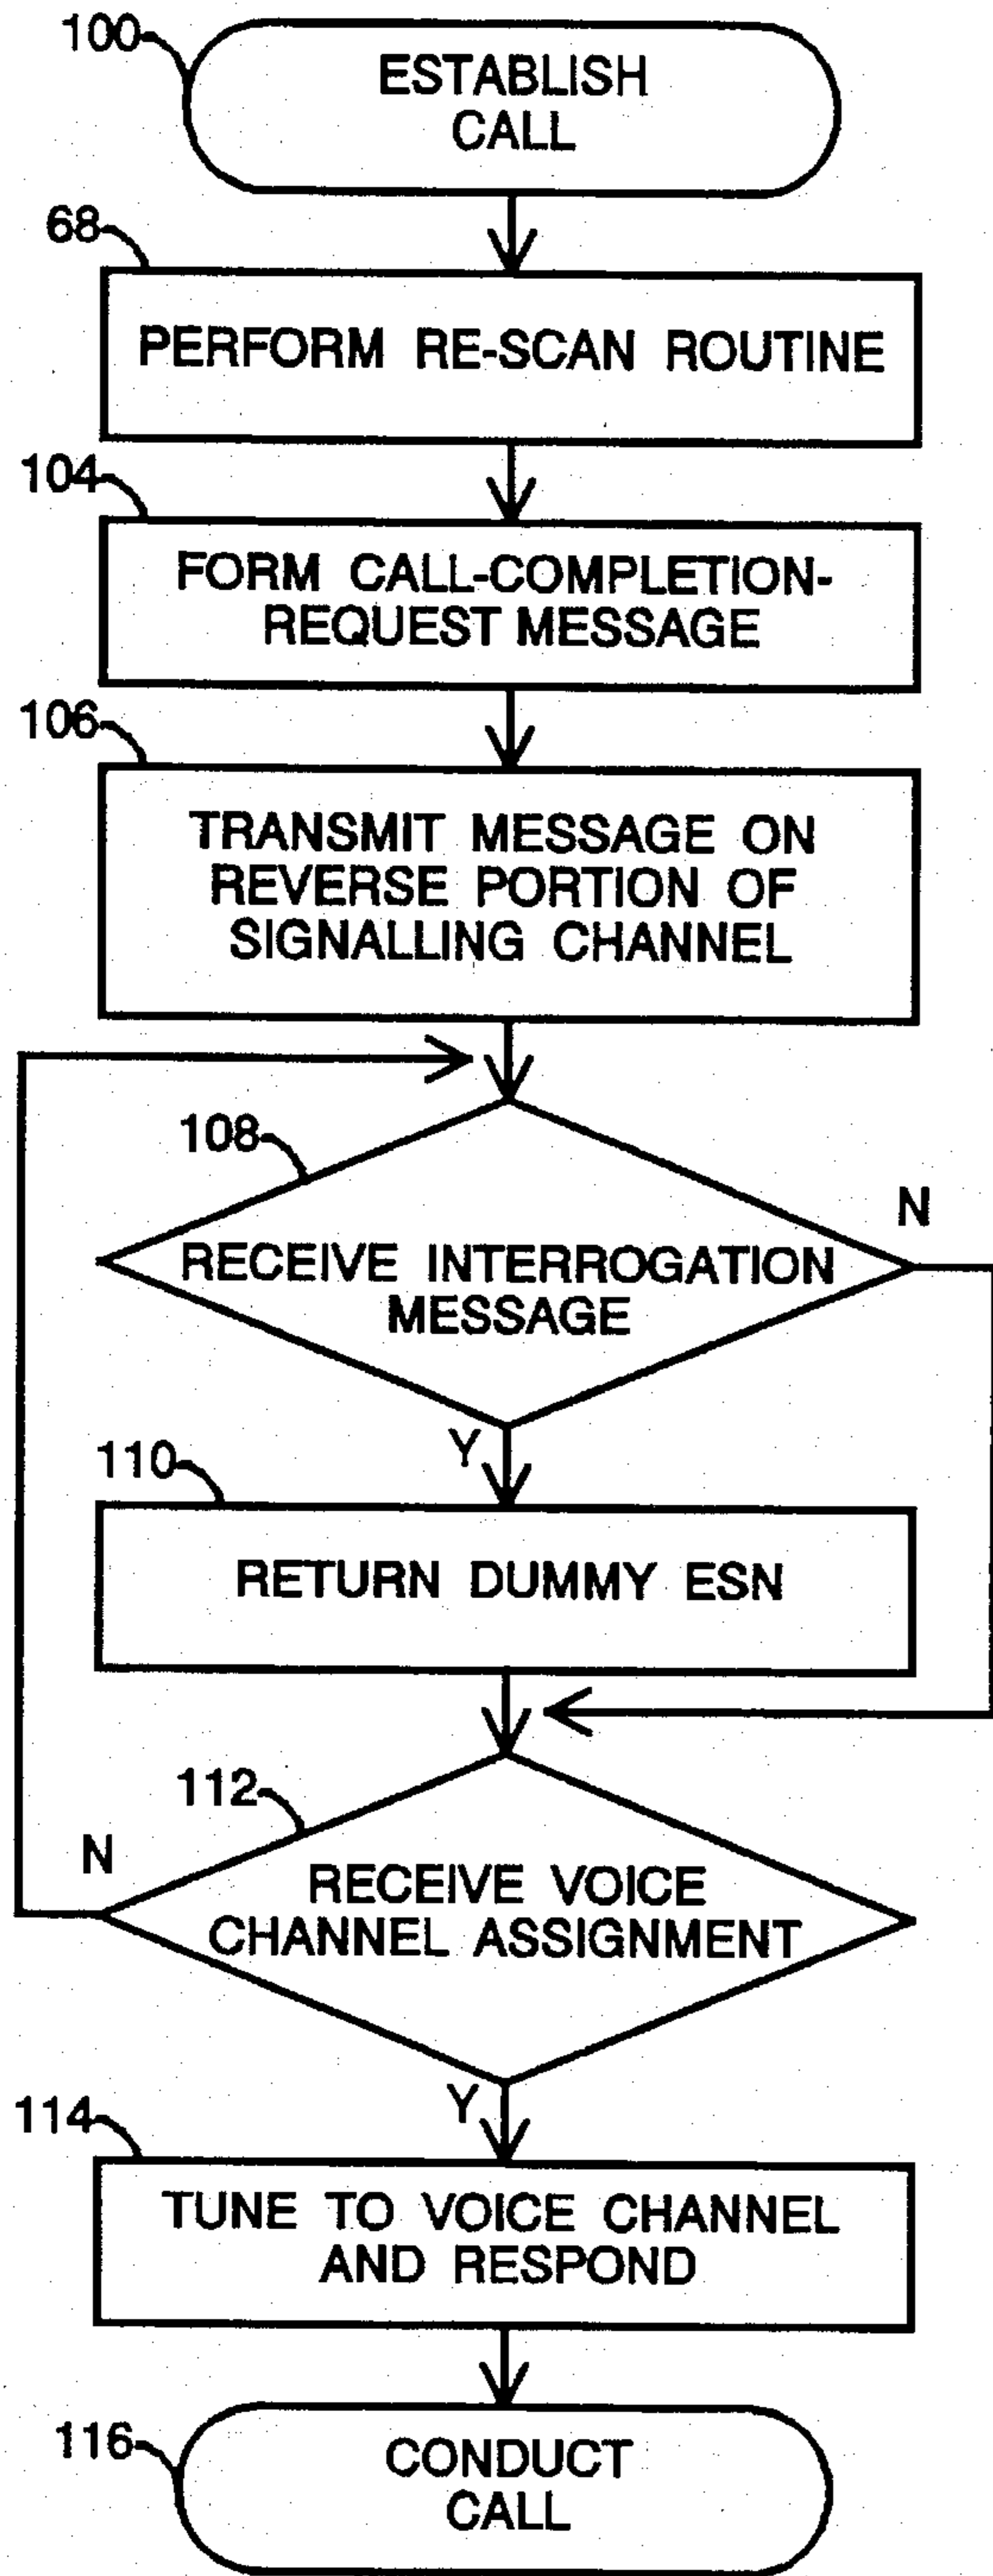 100
ESTABLISH
CALL
68
PERFORM RE-SCAN ROUTINE
104
FORM CALL-COMPLETION-
REQUEST MESSAGE
106
TRANSMIT MESSAGE ON
REVERSE PORTION OF
SIGNALLING CHANNEL
108
N
RECEIVE INTERROGATION
MESSAGE
Y
110
RETURN DUMMY ESN
112
N
RECEIVE VOICE
CHANNEL ASSIGNMENT
Y
114
TUNE TO VOICE CHANNEL
AND RESPOND
116
CONDUCT
CALL